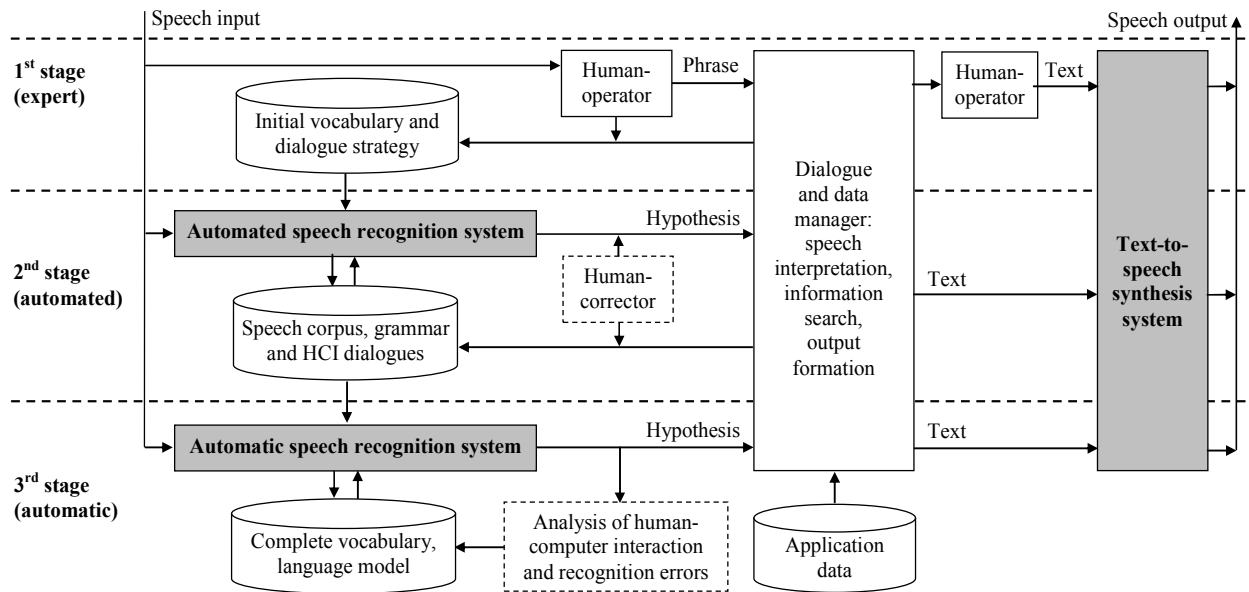 Speech input
Speech output
1st stage
(expert)
Human-
operator
Phrase
Human-
operator
Text
Initial vocabulary and
dialogue strategy
Dialogue
and data
manager:
speech
interpretation,
information
search,
output
formation
Text-to-
speech
synthesis
system
2nd stage
(automated)
Automated speech recognition system
Hypothesis
Human-
corrector
Text
Speech corpus, grammar
and HCI dialogues
3rd stage
(automatic)
Automatic speech recognition system
Hypothesis
Text
Complete vocabulary,
language model
Analysis of human-
computer interaction
and recognition errors
Application
data